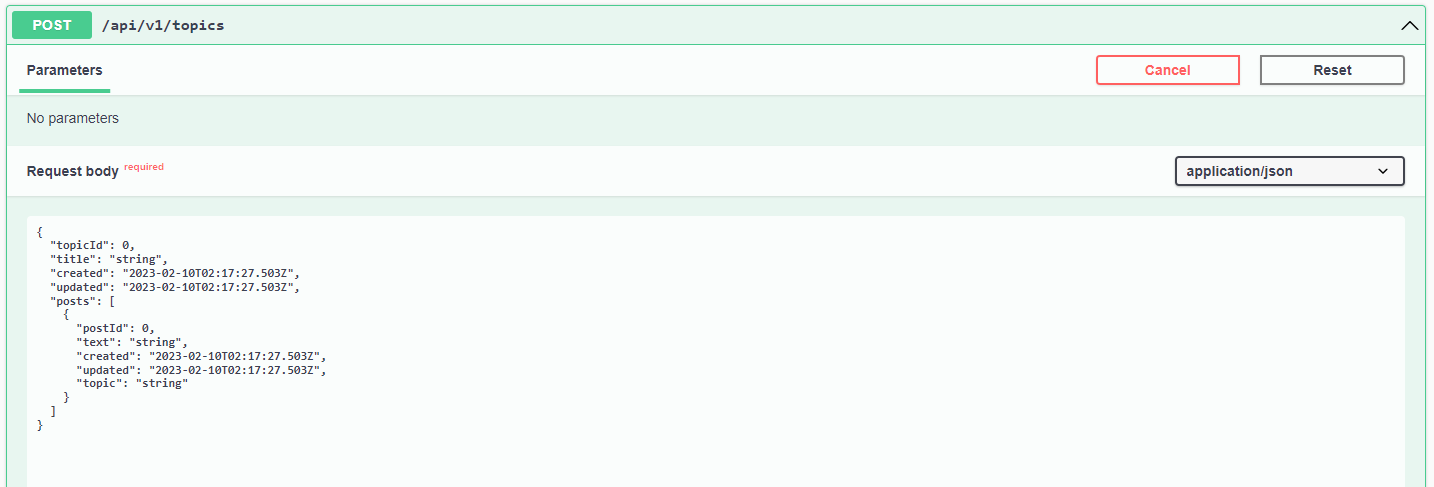 POST /api/v1/topics
Parameters Cancel Reset
No parameters
Request body required application/json
{
  "topicId": 0,
  "title": "string",
  "created": "2023-02-10T02:17:27.503Z",
  "updated": "2023-02-10T02:17:27.503Z",
  "posts": [
    {
      "postId": 0,
      "text": "string",
      "created": "2023-02-10T02:17:27.503Z",
      "updated": "2023-02-10T02:17:27.503Z",
      "topic": "string"
    }
  ]
}